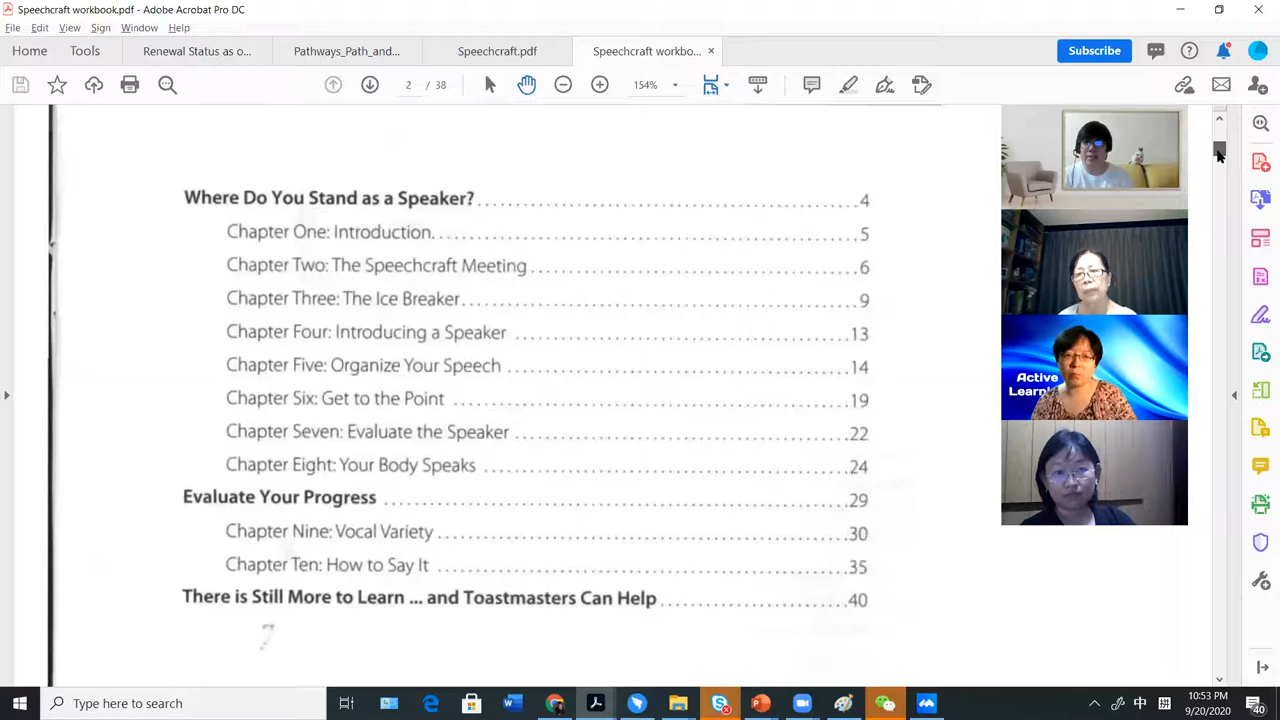 Speechcraft workbook.pdf - Adobe Acrobat Pro DC
File Edit View Sign Window Help
Home Tools Renewal Status as o... Pathways_Path_and... Speechcraft.pdf Speechcraft workbo... × Subscribe
2 / 38 154%
Where Do You Stand as a Speaker? 4
Chapter One: Introduction. 5
Chapter Two: The Speechcraft Meeting 6
Chapter Three: The Ice Breaker 9
Chapter Four: Introducing a Speaker 13
Chapter Five: Organize Your Speech 14
Chapter Six: Get to the Point 19
Chapter Seven: Evaluate the Speaker 22
Chapter Eight: Your Body Speaks 24
Evaluate Your Progress 29
Chapter Nine: Vocal Variety 30
Chapter Ten: How to Say It 35
There is Still More to Learn ... and Toastmasters Can Help 40
7
Active
Learn
Type here to search
中 拼 10:53 PM
9/20/2020
40